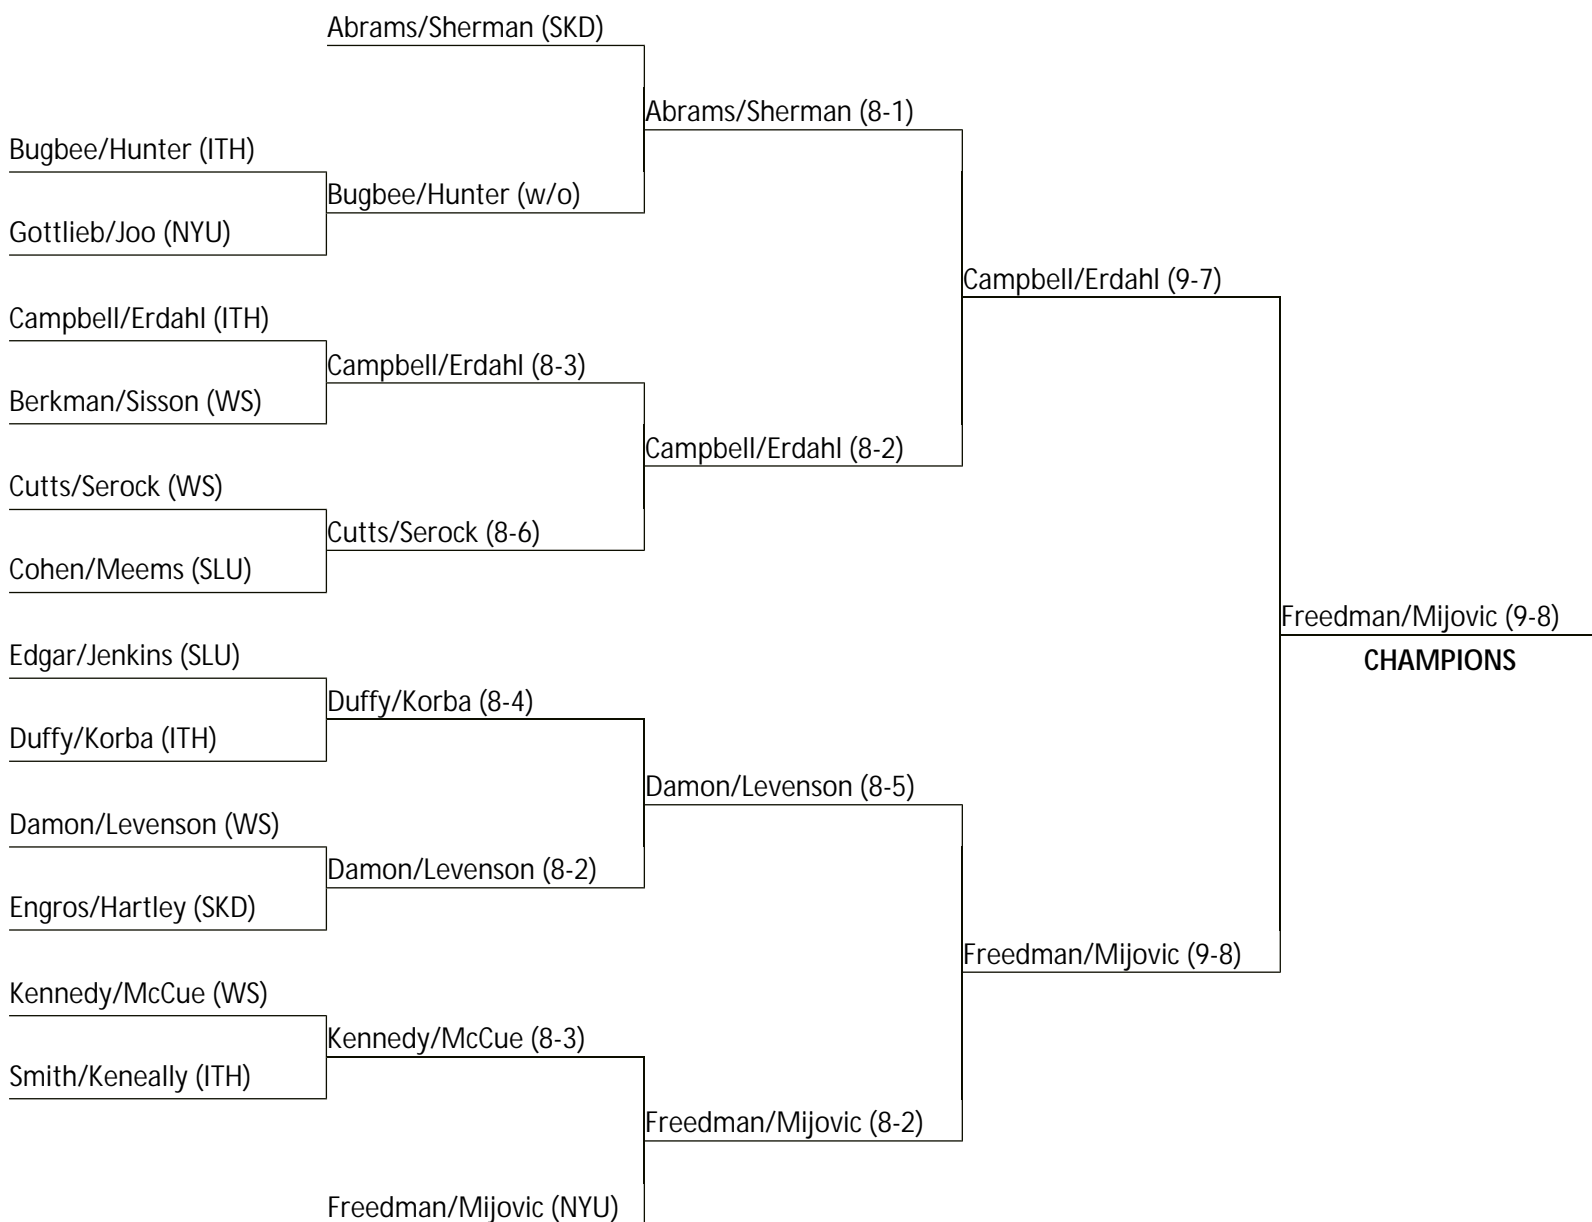 Abrams/Sherman (SKD)
Abrams/Sherman (8-1)
Bugbee/Hunter (ITH)
Bugbee/Hunter (w/o)
Gottlieb/Joo (NYU)
Campbell/Erdahl (9-7)
Campbell/Erdahl (ITH)
Campbell/Erdahl (8-3)
Berkman/Sisson (WS)
Campbell/Erdahl (8-2)
Cutts/Serock (WS)
Cutts/Serock (8-6)
Cohen/Meems (SLU)
Freedman/Mijovic (9-8)
CHAMPIONS
Edgar/Jenkins (SLU)
Duffy/Korba (8-4)
Duffy/Korba (ITH)
Damon/Levenson (8-5)
Damon/Levenson (WS)
Damon/Levenson (8-2)
Engros/Hartley (SKD)
Freedman/Mijovic (9-8)
Kennedy/McCue (WS)
Kennedy/McCue (8-3)
Smith/Keneally (ITH)
Freedman/Mijovic (8-2)
Freedman/Mijovic (NYU)